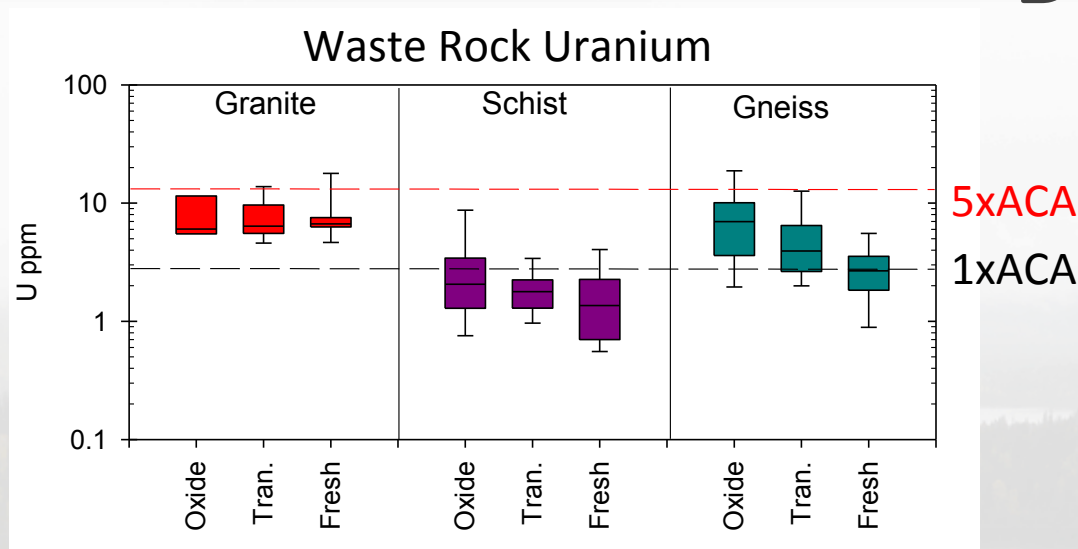 Waste Rock Uranium
100
10
1
0.1
U ppm
Granite
Schist
Gneiss
5xACA
1xACA
Oxide
Tran.
Fresh
Oxide
Tran.
Fresh
Oxide
Tran.
Fresh